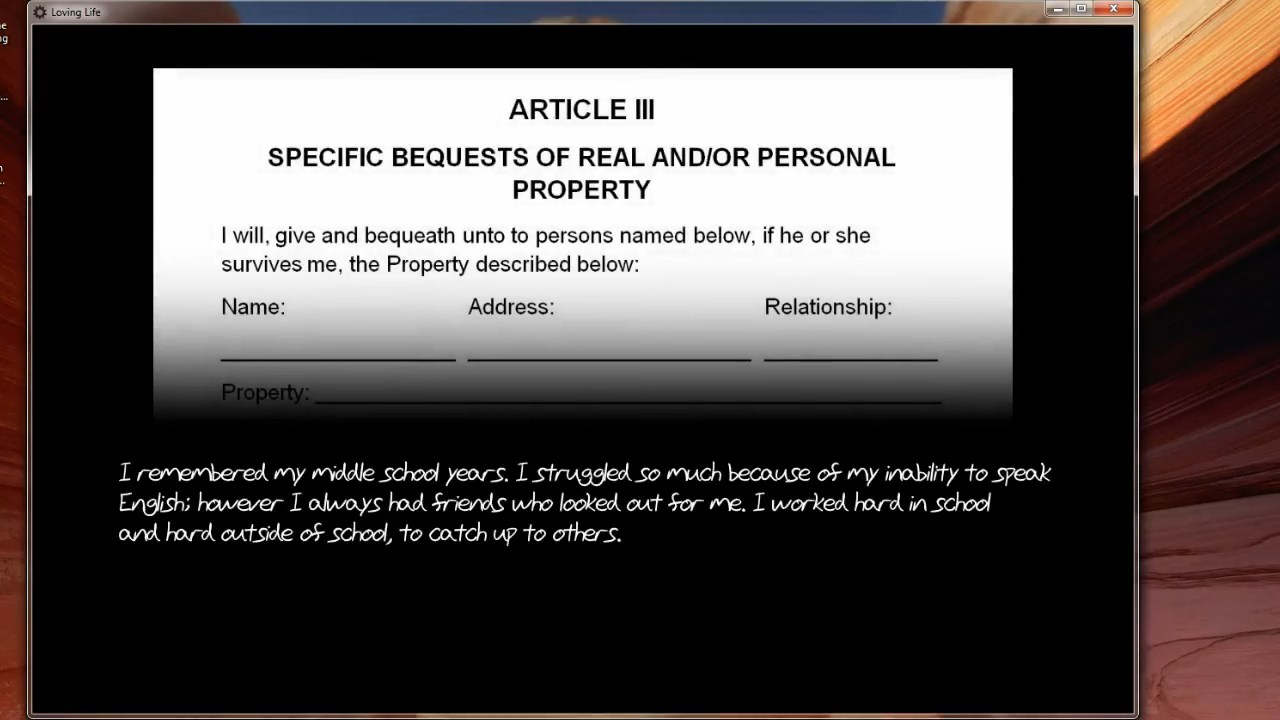 Loving Life
ARTICLE III
SPECIFIC BEQUESTS OF REAL AND/OR PERSONAL
PROPERTY
I will, give and bequeath unto to persons named below, if he or she
survives me, the Property described below:
Name: Address: Relationship:
Property:
I remembered my middle school years. I struggled so much because of my inability to speak
English; however I always had friends who looked out for me. I worked hard in school
and hard outside of school, to catch up to others.